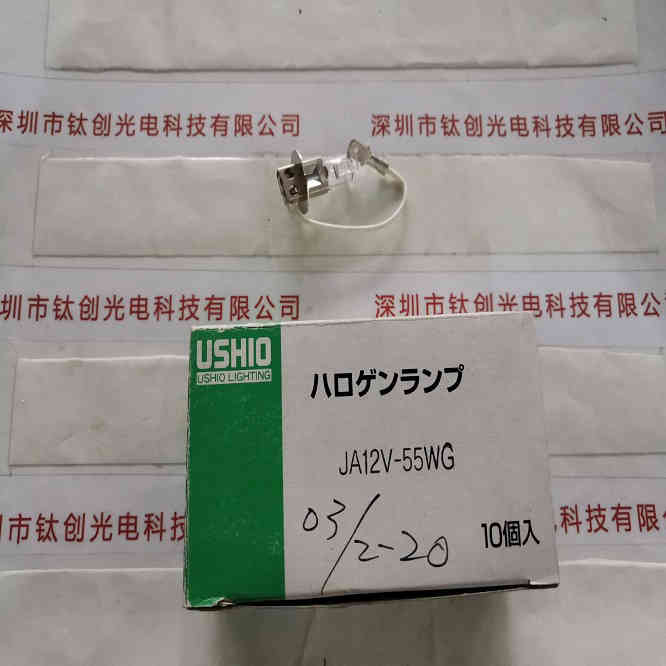 深圳市钛创光电科技有限公司 深圳市钛创光电科技有限公司
圳市钛创光电科技有限公司 深圳市钛创光电科技有限公
USHIO
USHIO LIGHTING
ハロゲンランプ
JA12V-55WG
03/2-20
10個入
圳市钛创光电科技 科技有限公司